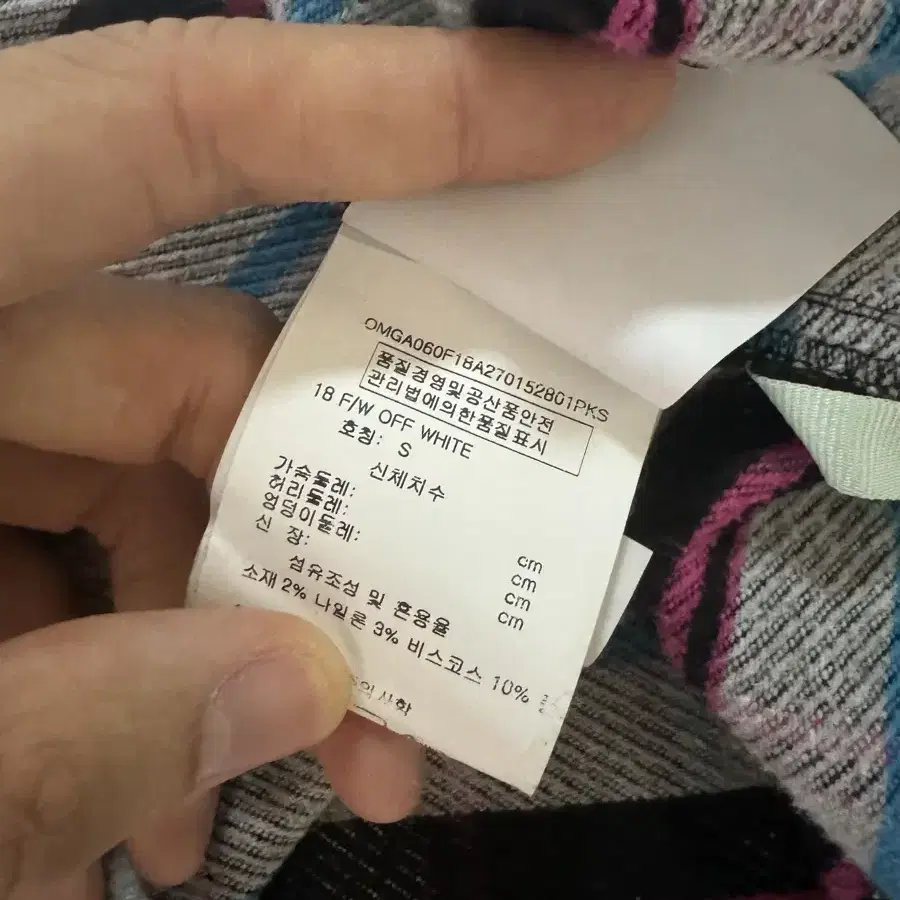 OMGA060F18A270152801PKS
품질경영및공산품안전
관리법에의한품질표시
18 F/W OFF WHITE
호칭: S
신체치수
가슴둘레: cm
허리둘레: cm
엉덩이둘레: cm
신 장: cm
섬유조성 및 혼용율
소재 2% 나일론 3% 비스코스 10%
의사학